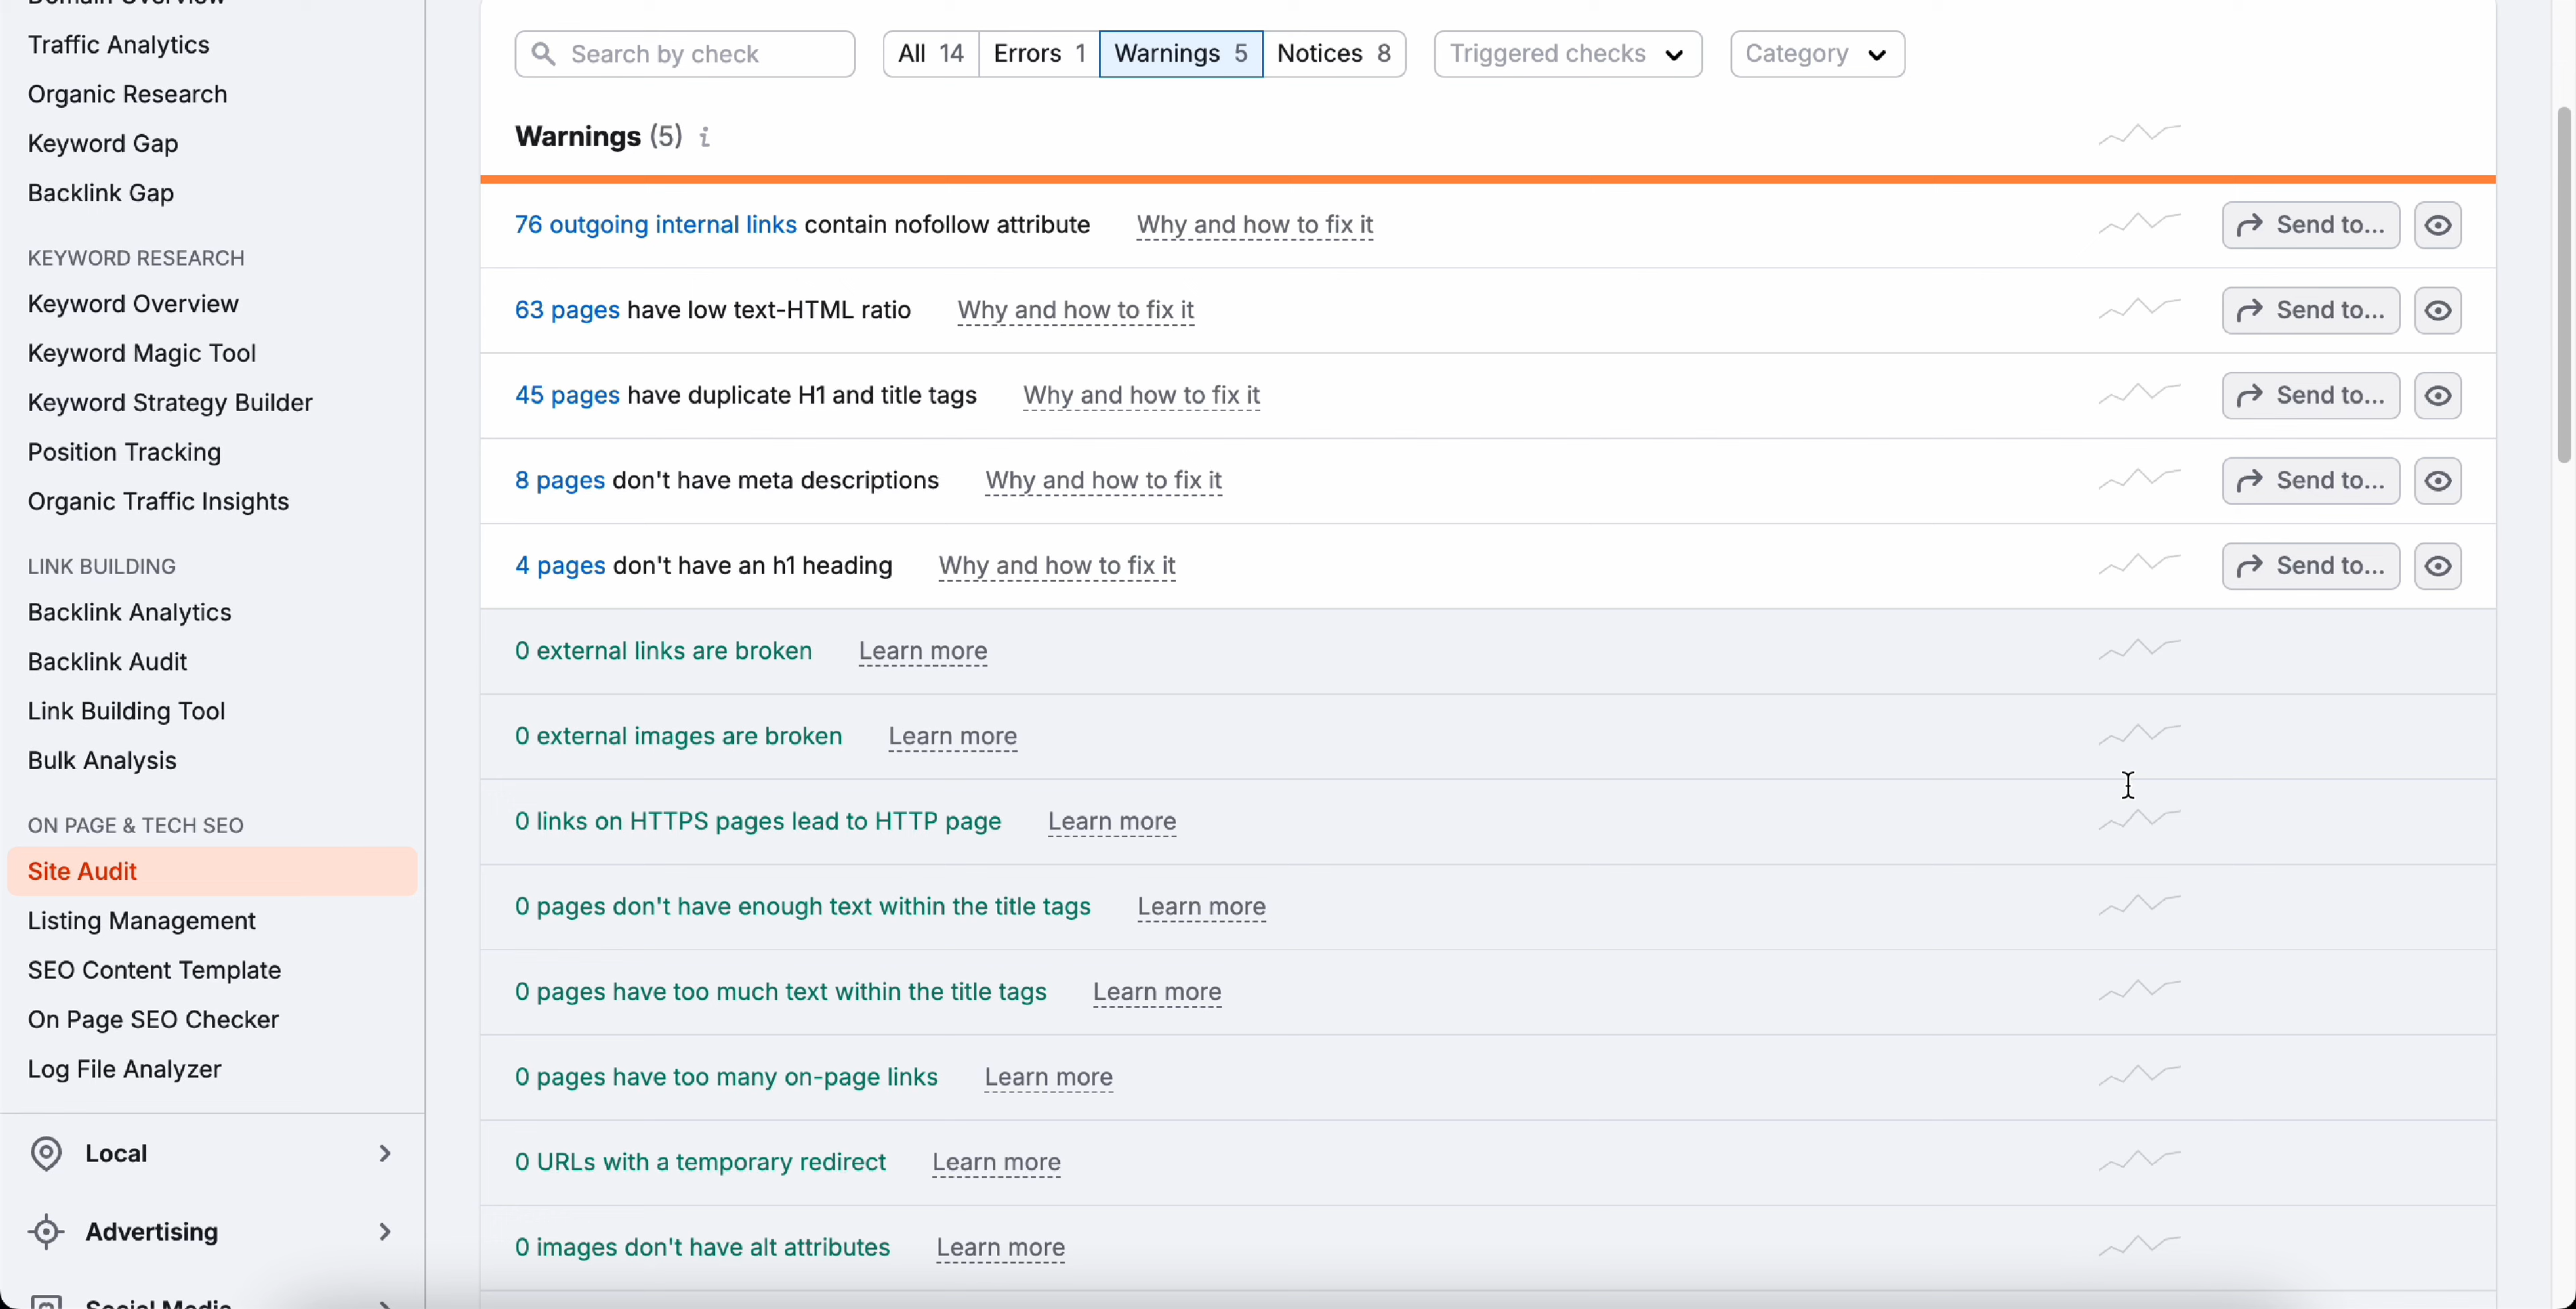 Domain Overview
Traffic Analytics
Organic Research
Keyword Gap
Backlink Gap
KEYWORD RESEARCH
Keyword Overview
Keyword Magic Tool
Keyword Strategy Builder
Position Tracking
Organic Traffic Insights
LINK BUILDING
Backlink Analytics
Backlink Audit
Link Building Tool
Bulk Analysis
ON PAGE & TECH SEO
Site Audit
Listing Management
SEO Content Template
On Page SEO Checker
Log File Analyzer
Local
Advertising
Social Media
Search by check All 14 Errors 1 Warnings 5 Notices 8 Triggered checks Category
Warnings (5) i
76 outgoing internal links contain nofollow attribute Why and how to fix it Send to...
63 pages have low text-HTML ratio Why and how to fix it Send to...
45 pages have duplicate H1 and title tags Why and how to fix it Send to...
8 pages don't have meta descriptions Why and how to fix it Send to...
4 pages don't have an h1 heading Why and how to fix it Send to...
0 external links are broken Learn more
0 external images are broken Learn more
0 links on HTTPS pages lead to HTTP page Learn more
0 pages don't have enough text within the title tags Learn more
0 pages have too much text within the title tags Learn more
0 pages have too many on-page links Learn more
0 URLs with a temporary redirect Learn more
0 images don't have alt attributes Learn more